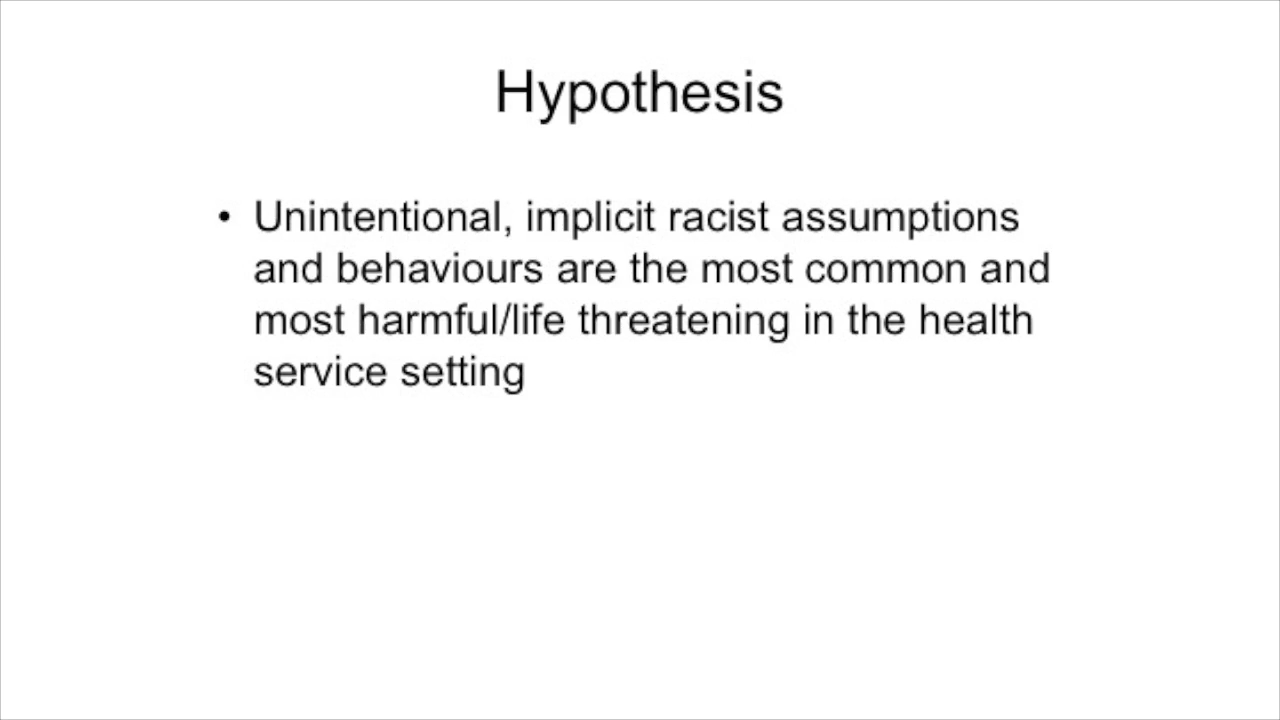 Hypothesis
• Unintentional, implicit racist assumptions
and behaviours are the most common and
most harmful/life threatening in the health
service setting